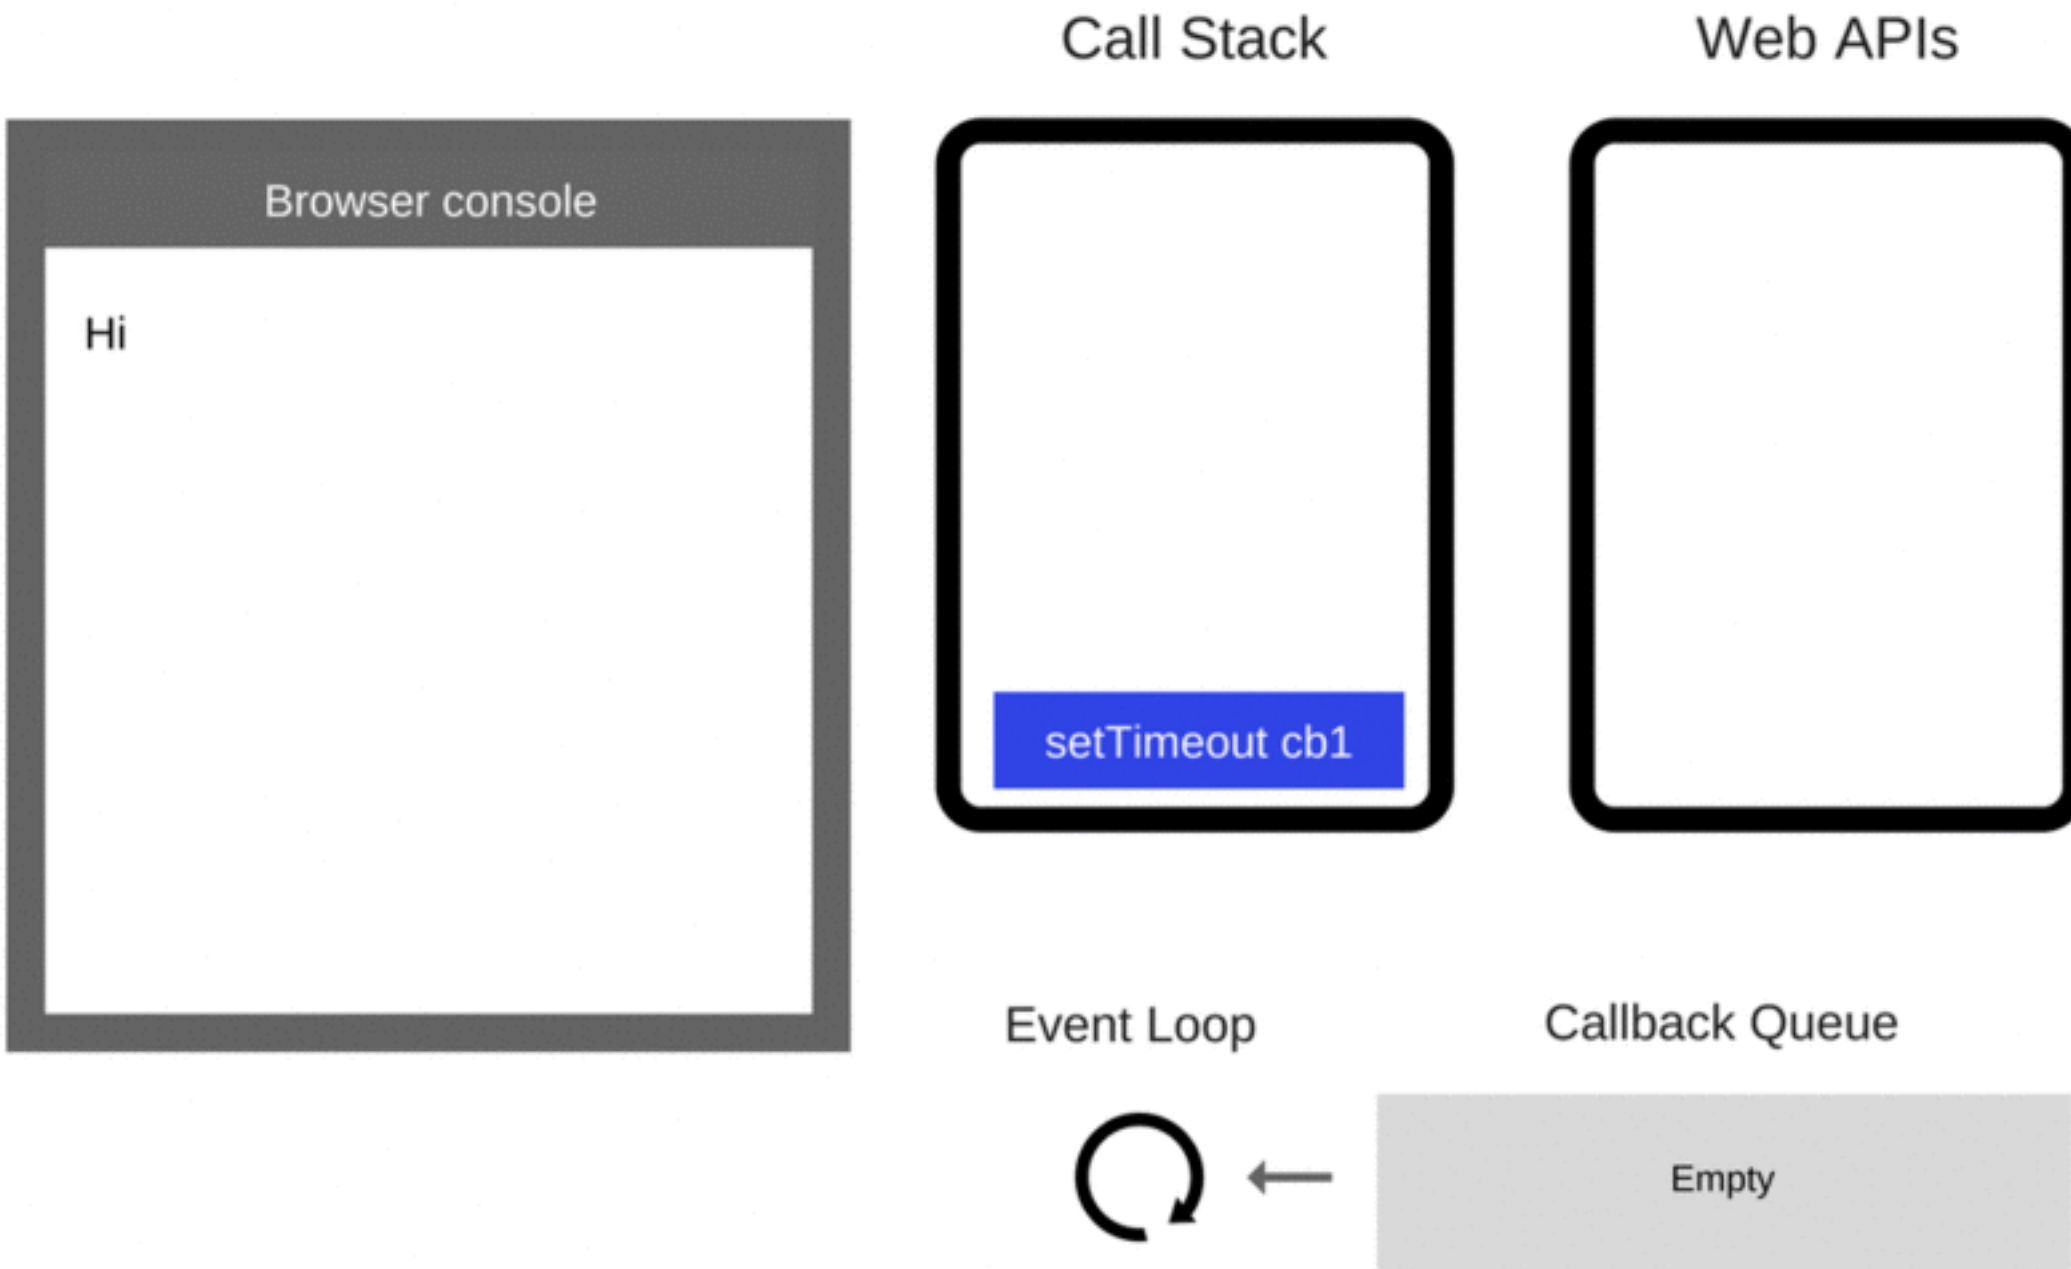 Call Stack
Web APIs
Browser console
Hi
setTimeout cb1
Event Loop
Callback Queue
Empty